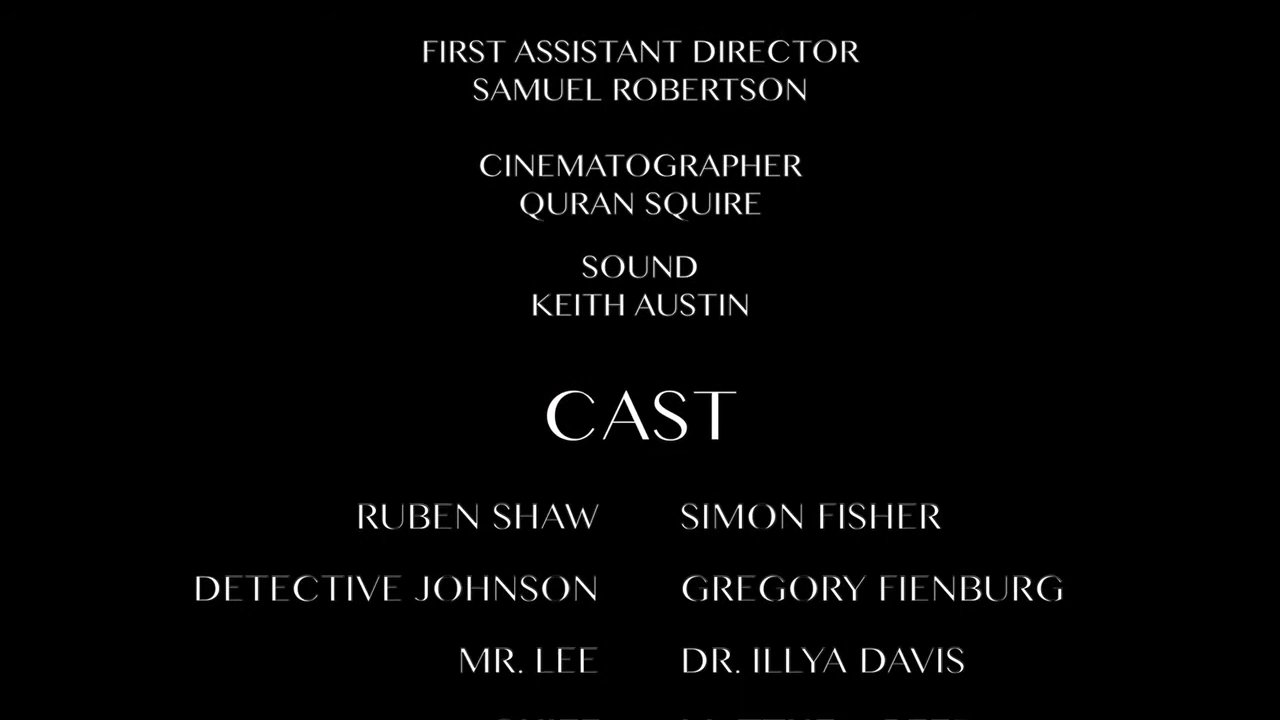 FIRST ASSISTANT DIRECTOR
SAMUEL ROBERTSON
CINEMATOGRAPHER
QURAN SQUIRE
SOUND
KEITH AUSTIN
CAST
RUBEN SHAW SIMON FISHER
DETECTIVE JOHNSON GREGORY FIENBURG
MR. LEE DR. ILLYA DAVIS